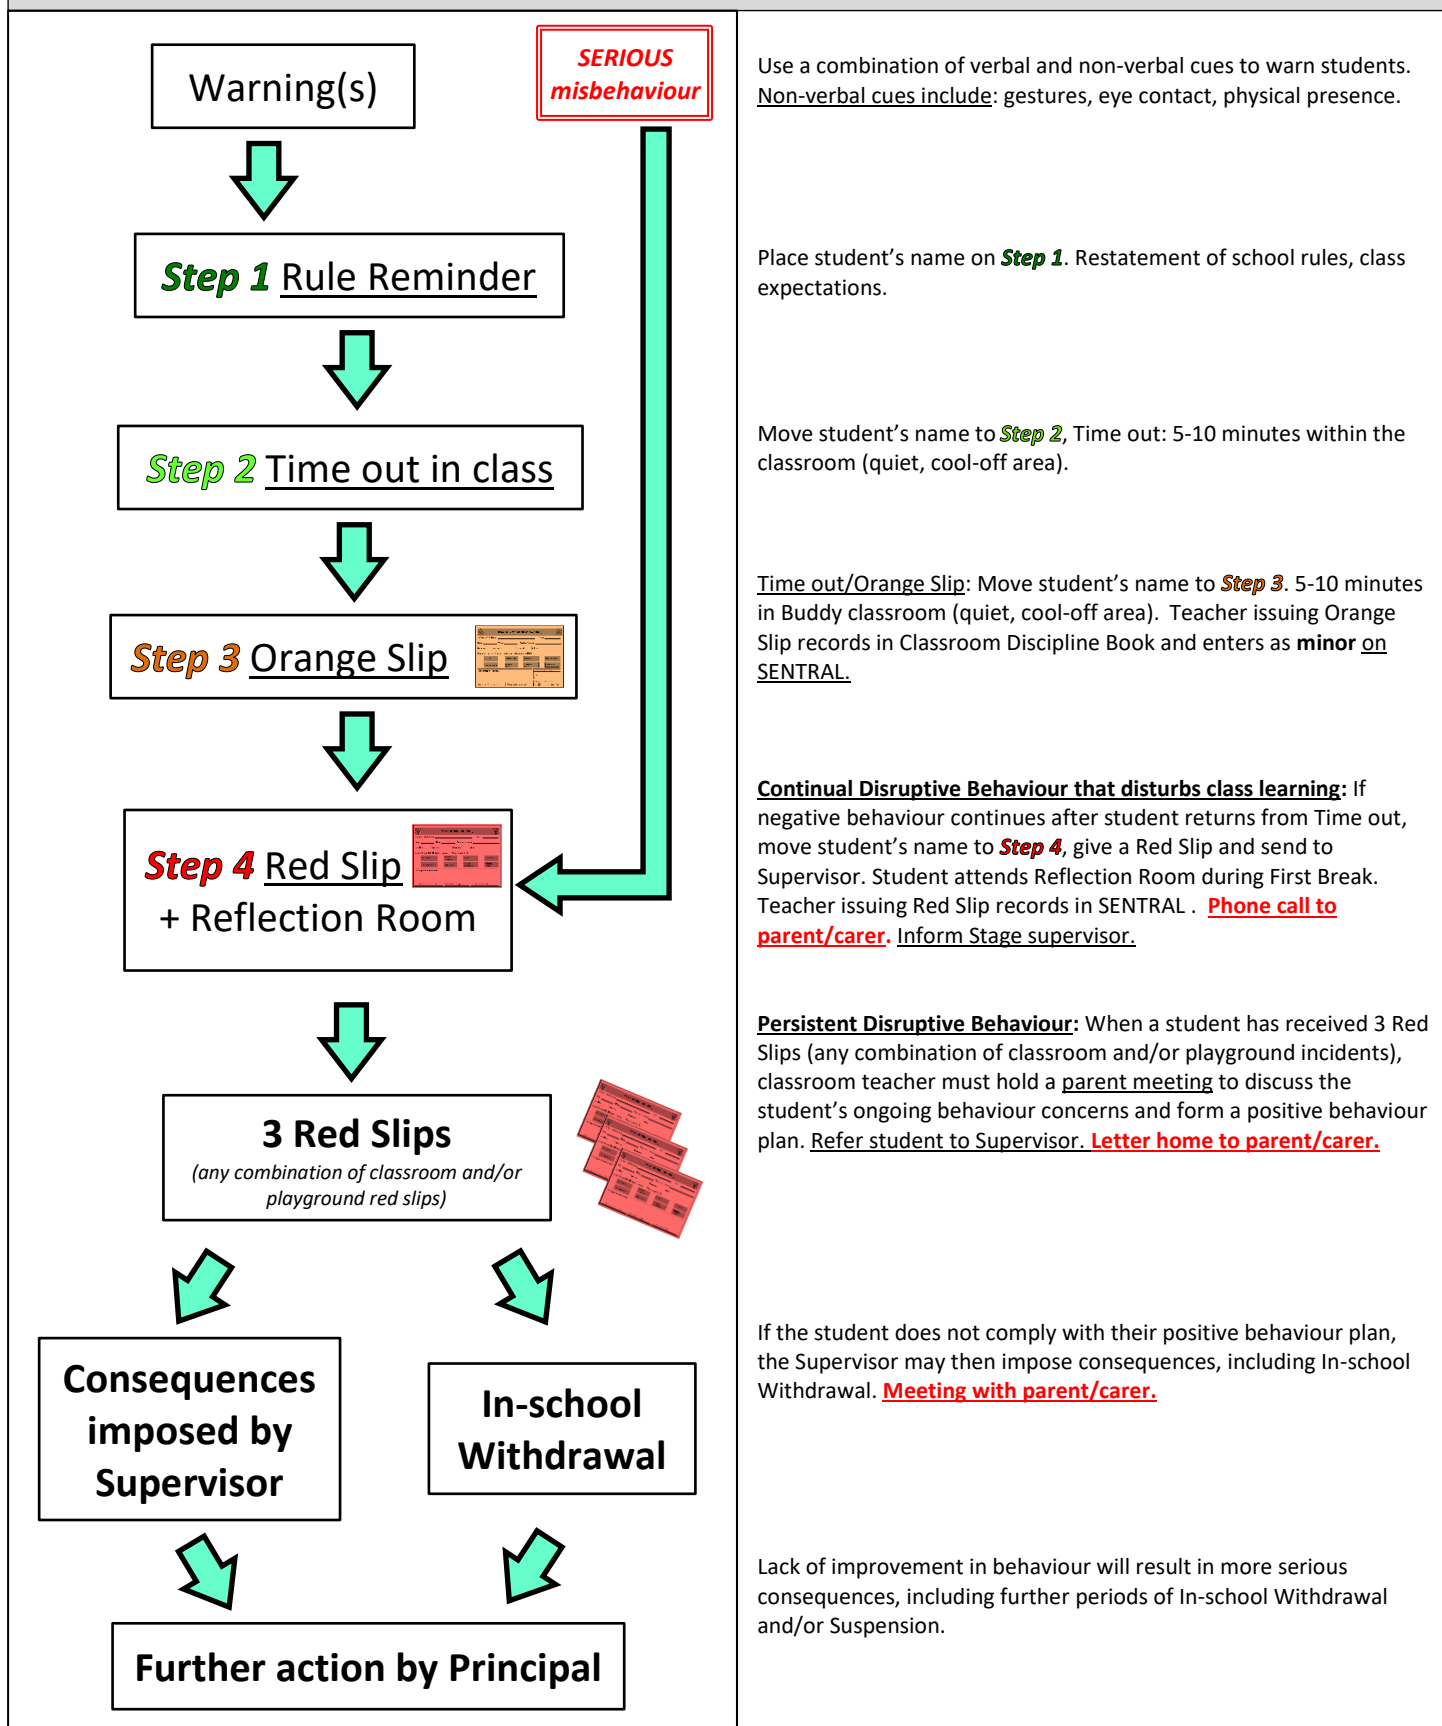 Warning(s)
SERIOUS
misbehaviour
Use a combination of verbal and non-verbal cues to warn students.
Non-verbal cues include: gestures, eye contact, physical presence.
Step 1 Rule Reminder
Place student’s name on Step 1. Restatement of school rules, class
expectations.
Step 2 Time out in class
Move student’s name to Step 2, Time out: 5-10 minutes within the
classroom (quiet, cool-off area).
Step 3 Orange Slip
Time out/Orange Slip: Move student’s name to Step 3. 5-10 minutes
in Buddy classroom (quiet, cool-off area). Teacher issuing Orange
Slip records in Classroom Discipline Book and enters as minor on
SENTRAL.
Step 4 Red Slip
+ Reflection Room
Continual Disruptive Behaviour that disturbs class learning: If
negative behaviour continues after student returns from Time out,
move student’s name to Step 4, give a Red Slip and send to
Supervisor. Student attends Reflection Room during First Break.
Teacher issuing Red Slip records in SENTRAL . Phone call to
parent/carer. Inform Stage supervisor.
3 Red Slips
(any combination of classroom and/or
playground red slips)
Persistent Disruptive Behaviour: When a student has received 3 Red
Slips (any combination of classroom and/or playground incidents),
classroom teacher must hold a parent meeting to discuss the
student’s ongoing behaviour concerns and form a positive behaviour
plan. Refer student to Supervisor. Letter home to parent/carer.
Consequences
imposed by
Supervisor
In-school
Withdrawal
If the student does not comply with their positive behaviour plan,
the Supervisor may then impose consequences, including In-school
Withdrawal. Meeting with parent/carer.
Further action by Principal
Lack of improvement in behaviour will result in more serious
consequences, including further periods of In-school Withdrawal
and/or Suspension.